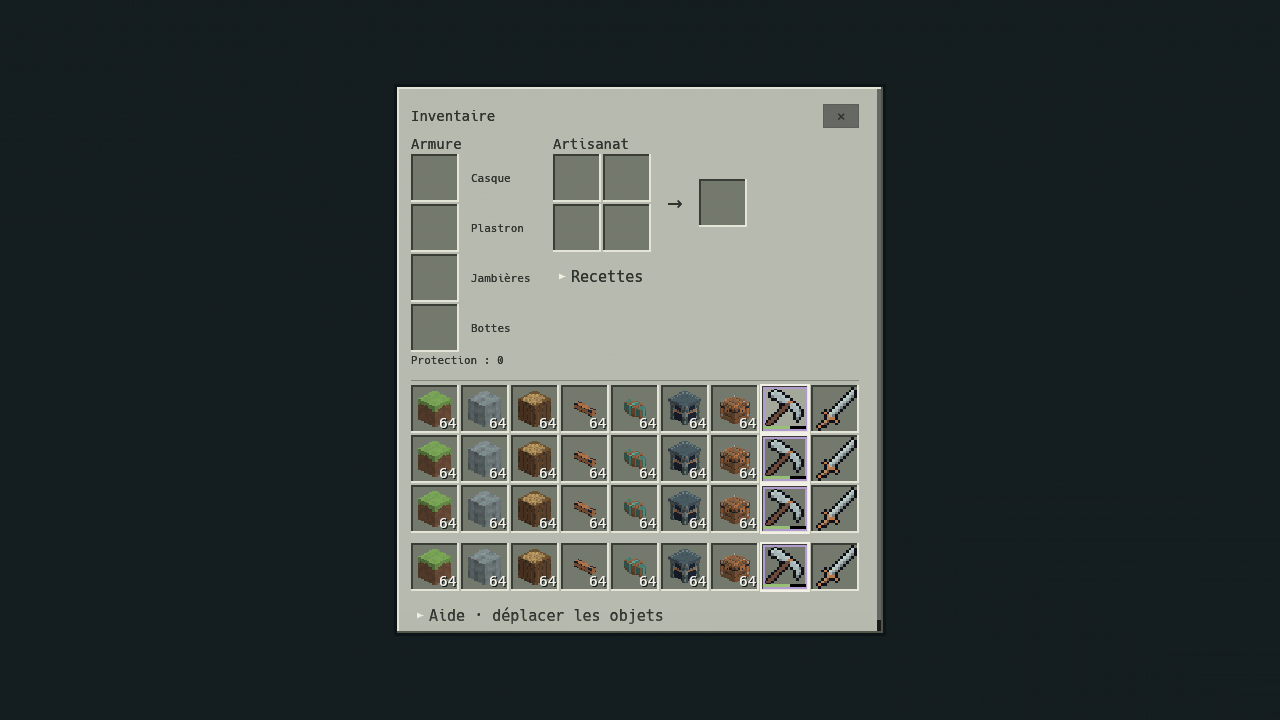 Inventaire ×
Armure Artisanat
Casque
→
Plastron
▸ Recettes
Jambières
Bottes
Protection : 0
64 64 64 64 64 64 64
64 64 64 64 64 64 64
64 64 64 64 64 64 64
64 64 64 64 64 64 64
▸ Aide · déplacer les objets